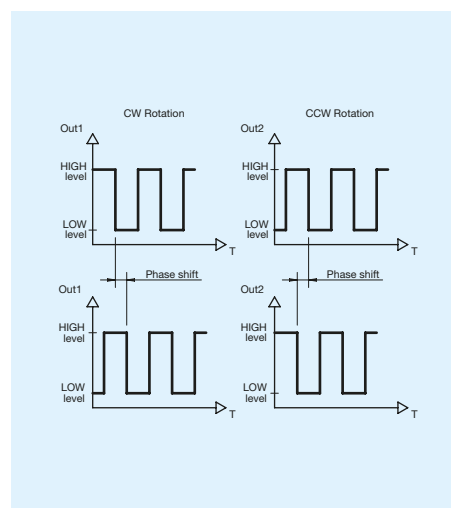 CW Rotation
CCW Rotation
Out1
HIGH
level
LOW
level
T
Out2
HIGH
level
LOW
level
T
Phase shift
Phase shift
Out1
HIGH
level
LOW
level
T
Out2
HIGH
level
LOW
level
T